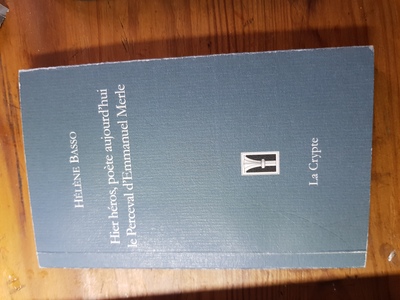 HÉLÈNE BASSO
Hier héros, poète aujourd'hui
le Perceval d'Emmanuel Merle
La Crypte